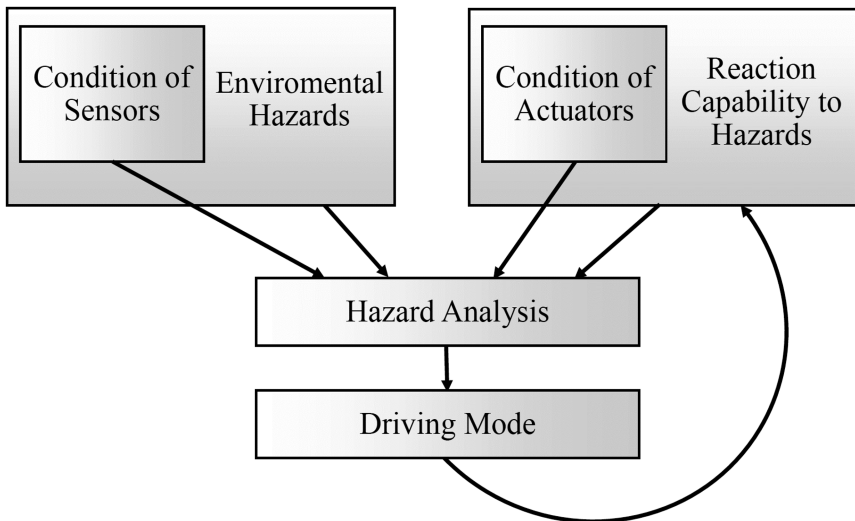 Condition of
Sensors
Enviromental
Hazards
Condition of
Actuators
Reaction
Capability to
Hazards
Hazard Analysis
Driving Mode